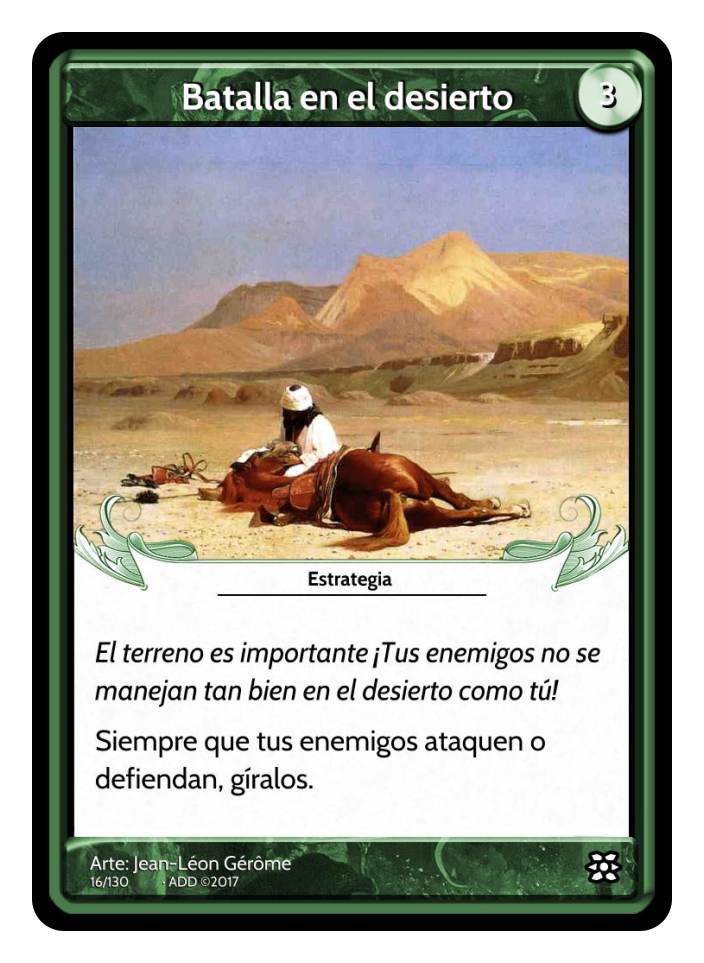 Batalla en el desierto
3
Estrategia
El terreno es importante ¡Tus enemigos no se
manejan tan bien en el desierto como tú!
Siempre que tus enemigos ataquen o
defiendan, gíralos.
Arte: Jean-Léon Gérôme
16/130 · ADD ©2017